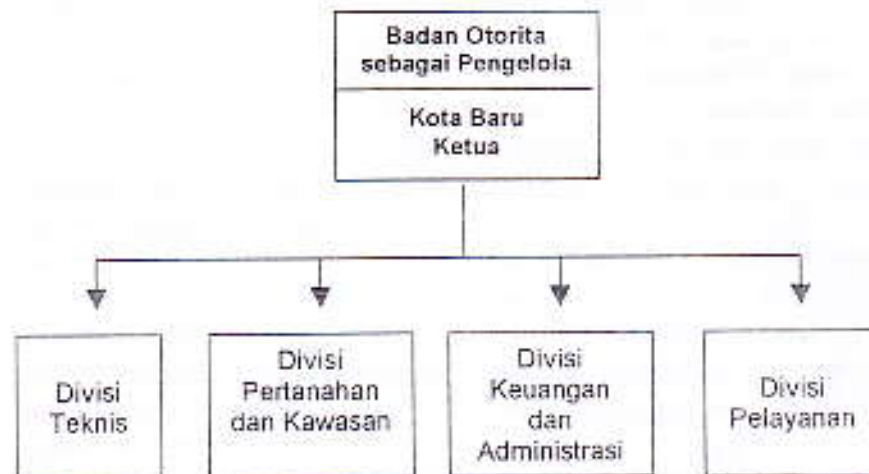 Badan Otorita
sebagai Pengelola
Kota Baru
Ketua
Divisi
Teknis
Divisi
Pertanahan
dan Kawasan
Divisi
Keuangan
dan
Administrasi
Divisi
Pelayanan